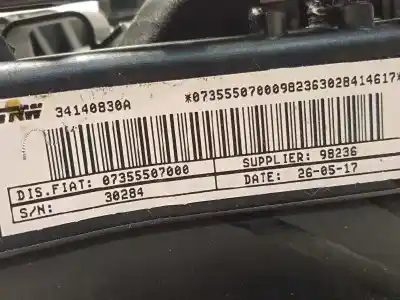 TRW 34140830A *07355507000982363028414617*
DIS.FIAT: 07355507000 SUPPLIER: 98236
S/N: 30284 DATE: 26-05-17